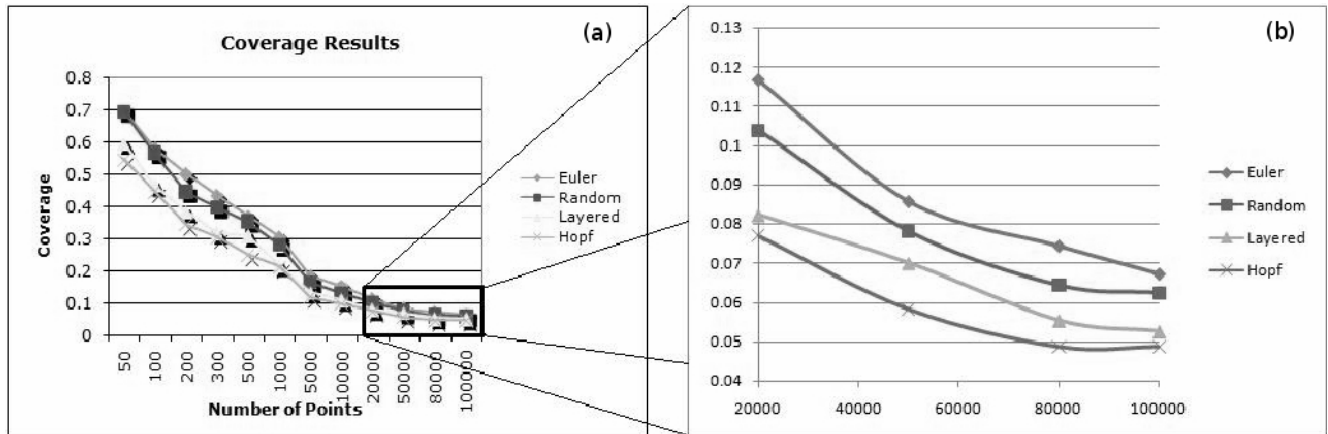 (a)
Coverage Results
0.8
0.7
0.6
0.5
0.4
0.3
0.2
0.1
0
Coverage
50
100
200
300
500
1000
5000
10000
20000
50000
80000
100000
Number of Points
Euler
Random
Layered
Hopf
(b)
0.13
0.12
0.11
0.1
0.09
0.08
0.07
0.06
0.05
0.04
20000 40000 60000 80000 100000
Euler
Random
Layered
Hopf